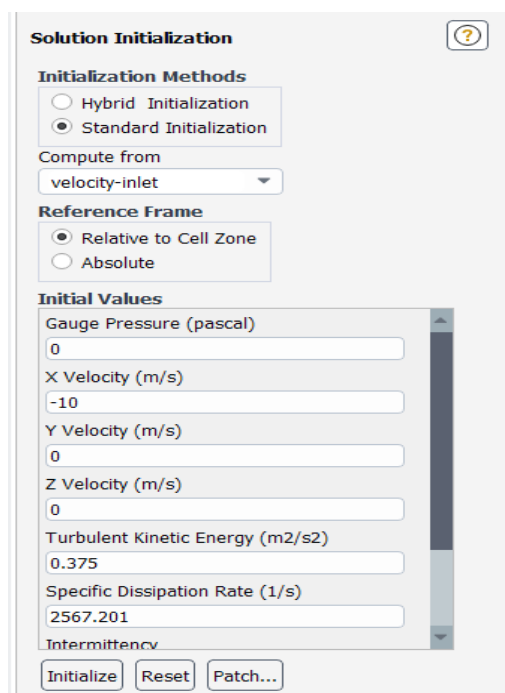 Solution Initialization
?
Initialization Methods
Hybrid Initialization
Standard Initialization
Compute from
velocity-inlet
Reference Frame
Relative to Cell Zone
Absolute
Initial Values
Gauge Pressure (pascal)
0
X Velocity (m/s)
-10
Y Velocity (m/s)
0
Z Velocity (m/s)
0
Turbulent Kinetic Energy (m2/s2)
0.375
Specific Dissipation Rate (1/s)
2567.201
Intermittency
Initialize Reset Patch...